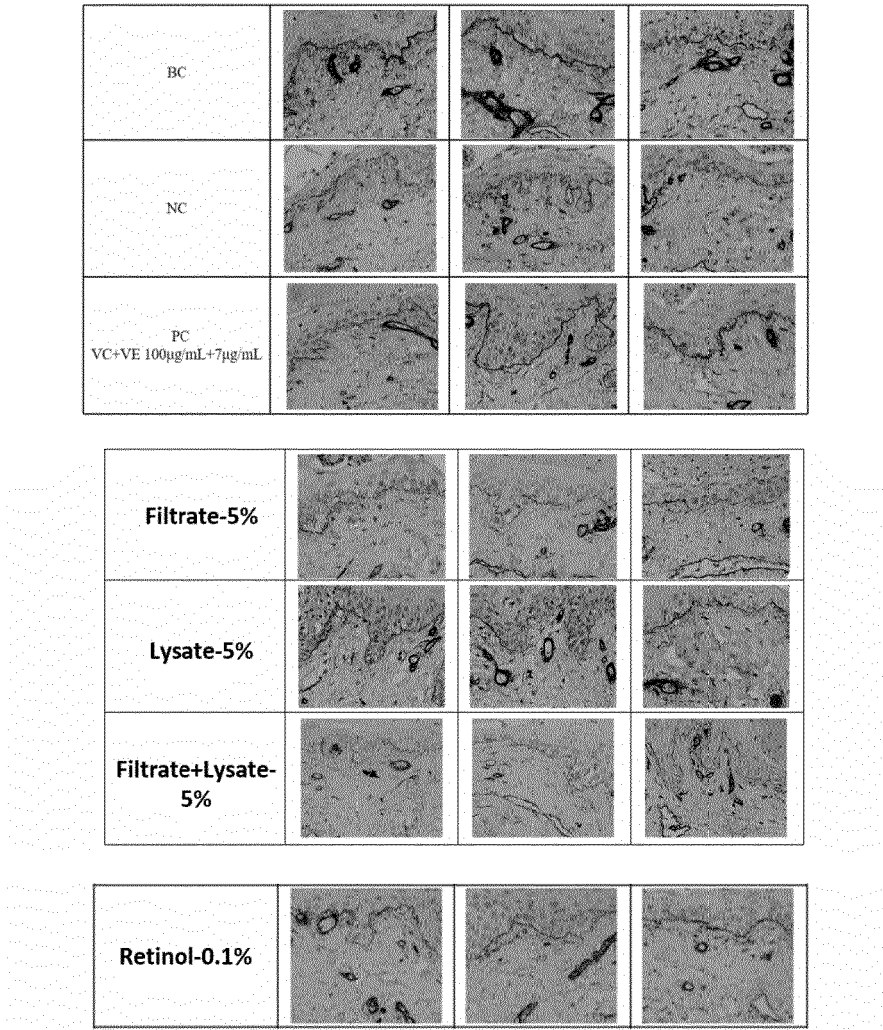 BC
NC
PC
VC+VE 100μg/mL+7μg/mL
Filtrate-5%
Lysate-5%
Filtrate+Lysate-
5%
Retinol-0.1%